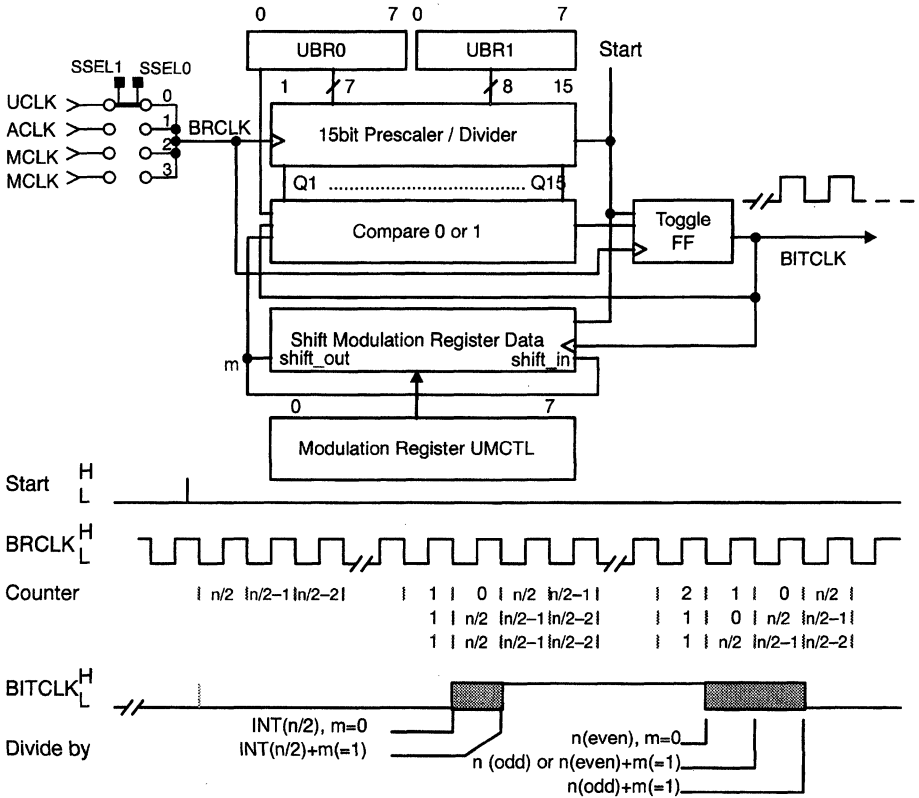 0 7 0 7
UBR0 UBR1 Start
SSEL1 SSEL0
1 7 8 15
UCLK 0
ACLK 1 BRCLK 15bit Prescaler / Divider
MCLK 2
MCLK 3
Q1 .............................. Q15
Compare 0 or 1 Toggle
FF
BITCLK
Shift Modulation Register Data
m shift_out shift_in
0 7
Modulation Register UMCTL
Start H
L
BRCLK H
L
Counter n/2 n/2-1 n/2-2 1 0 n/2 n/2-1 2 1 0 n/2
1 n/2 n/2-1 n/2-2 1 0 n/2 n/2-1
1 n/2 n/2-1 n/2-2 1 n/2 n/2-1 n/2-2
BITCLK H
L
INT(n/2), m=0
Divide by INT(n/2)+m(=1)
n(even), m=0
n (odd) or n(even)+m(=1)
n(odd)+m(=1)